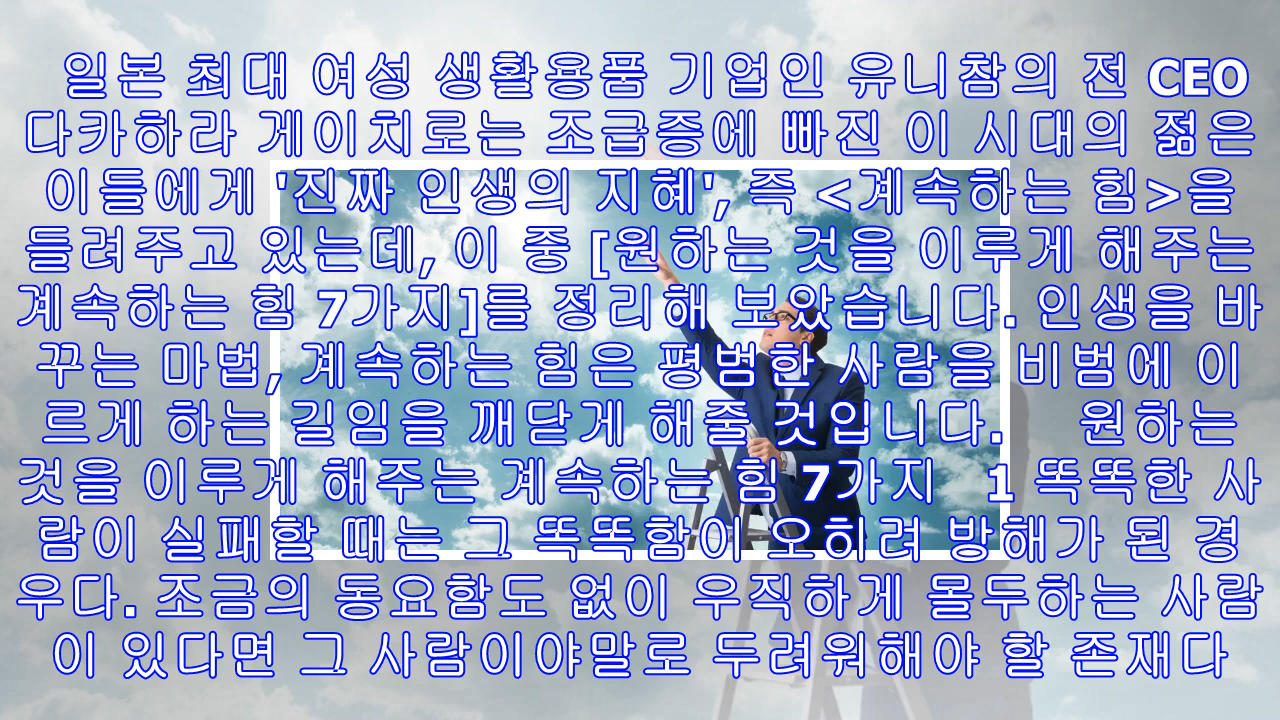 일본 최대 여성 생활용품 기업인 유니참의 전 CEO
다카하라 게이치로는 조급증에 빠진 이 시대의 젊은
이들에게 '진짜 인생의 지혜', 즉 <계속하는 힘>을
들려주고 있는데, 이 중 [원하는 것을 이루게 해주는
계속하는 힘 7가지]를 정리해 보았습니다. 인생을 바
꾸는 마법, 계속하는 힘은 평범한 사람을 비범에 이
르게 하는 길임을 깨닫게 해줄 것입니다. 원하는
것을 이루게 해주는 계속하는 힘 7가지 1 똑똑한 사
람이 실패할 때는 그 똑똑함이 오히려 방해가 된 경
우다. 조금의 동요함도 없이 우직하게 몰두하는 사람
이 있다면 그 사람이야말로 두려워해야 할 존재다